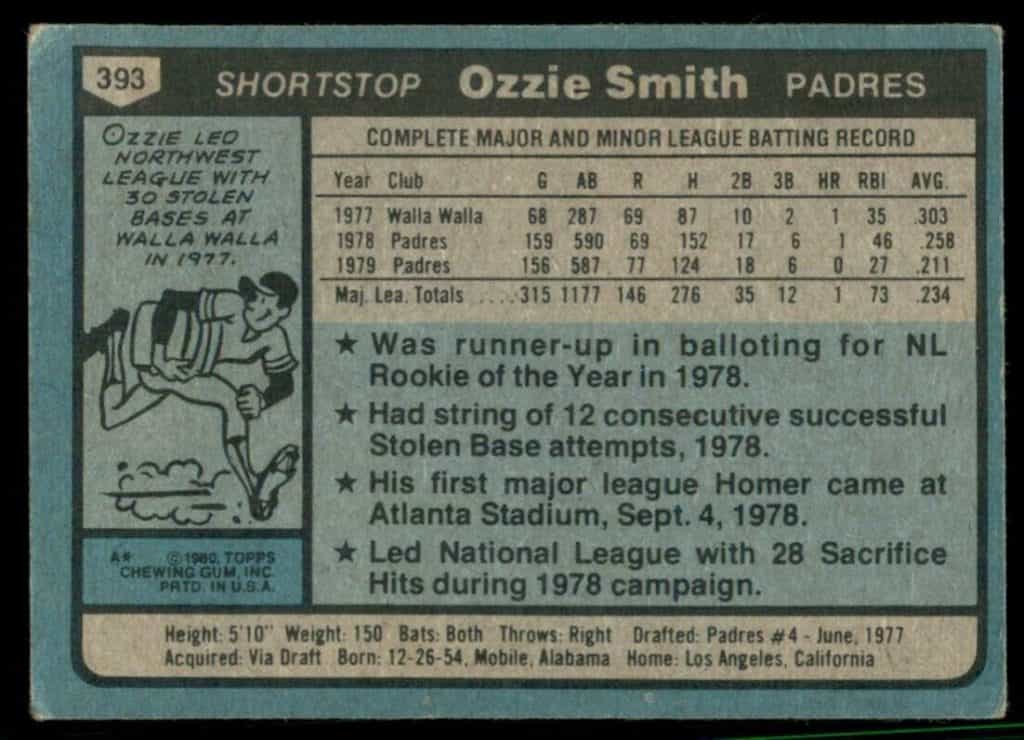 393 SHORTSTOP Ozzie Smith PADRES
OZZIE LED
NORTHWEST
LEAGUE WITH
30 STOLEN
BASES AT
WALLA WALLA
IN 1977.
COMPLETE MAJOR AND MINOR LEAGUE BATTING RECORD
Year Club G AB R H 2B 3B HR RBI AVG.
1977 Walla Walla 68 287 69 87 10 2 1 35 .303
1978 Padres 159 590 69 152 17 6 1 46 .258
1979 Padres 156 587 77 124 18 6 0 27 .211
Maj. Lea. Totals .....315 1177 146 276 35 12 1 73 .234
★ Was runner-up in balloting for NL
Rookie of the Year in 1978.
★ Had string of 12 consecutive successful
Stolen Base attempts, 1978.
★ His first major league Homer came at
Atlanta Stadium, Sept. 4, 1978.
★ Led National League with 28 Sacrifice
Hits during 1978 campaign.
A* ©1980, TOPPS
CHEWING GUM, INC.
PRTD. IN U.S.A.
Height: 5'10" Weight: 150 Bats: Both Throws: Right Drafted: Padres #4 - June, 1977
Acquired: Via Draft Born: 12-26-54, Mobile, Alabama Home: Los Angeles, California